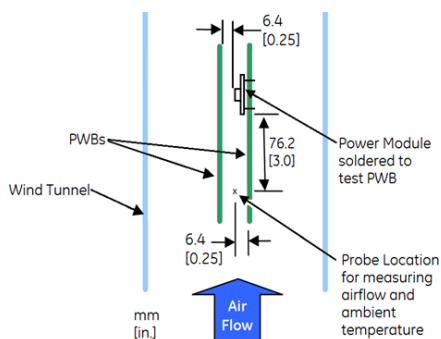 6.4
[0.25]
PWBs
76.2
[3.0]
Power Module
soldered to
test PWB
Wind Tunnel
x
6.4
[0.25]
Probe Location
for measuring
airflow and
ambient
temperature
Air
Flow
mm
[in.]